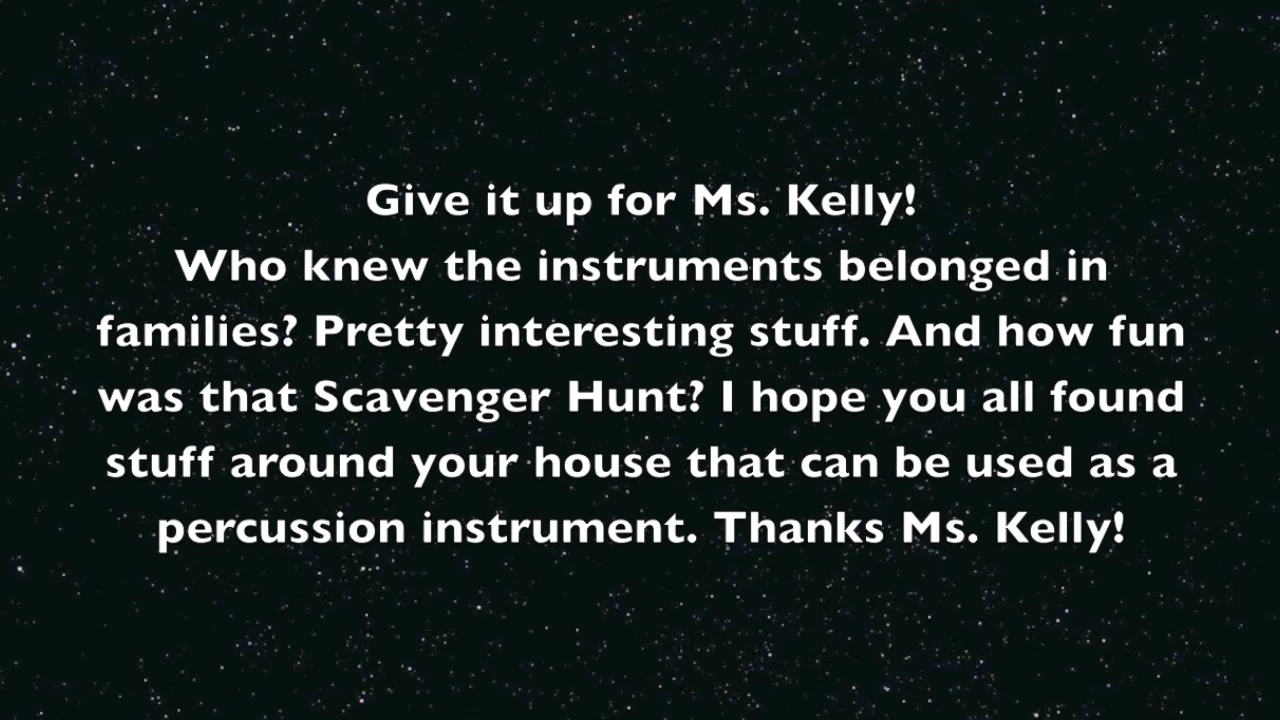 Give it up for Ms. Kelly!
Who knew the instruments belonged in
families? Pretty interesting stuff. And how fun
was that Scavenger Hunt? I hope you all found
stuff around your house that can be used as a
percussion instrument. Thanks Ms. Kelly!